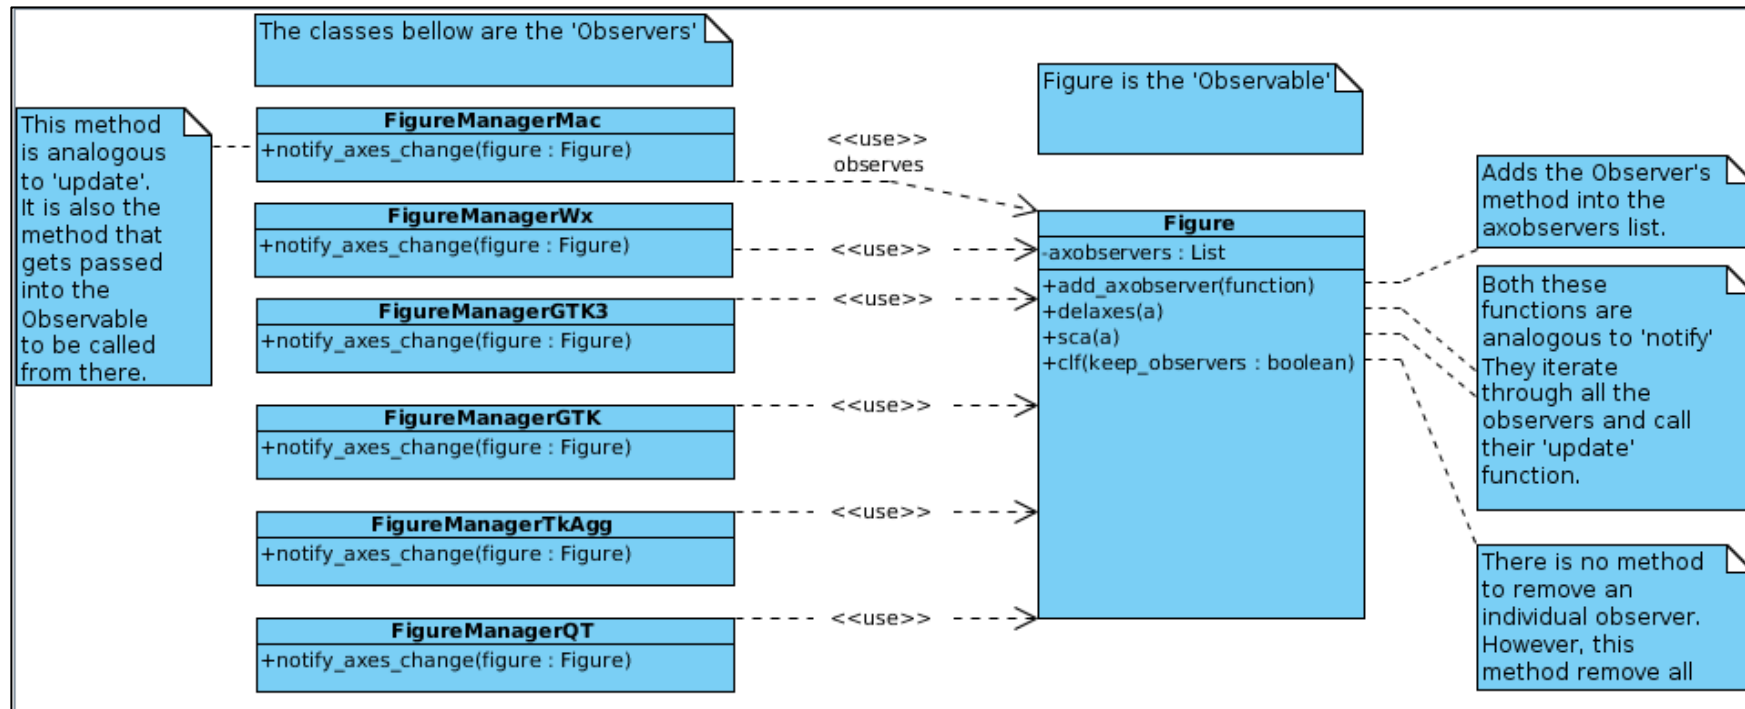 The classes bellow are the 'Observers'
Figure is the 'Observable'
This method
is analogous
to 'update'.
It is also the
method that
gets passed
into the
Observable
to be called
from there.
FigureManagerMac
+notify_axes_change(figure : Figure)
<<use>>
observes
FigureManagerWx
+notify_axes_change(figure : Figure)
<<use>>
FigureManagerGTK3
+notify_axes_change(figure : Figure)
<<use>>
FigureManagerGTK
+notify_axes_change(figure : Figure)
<<use>>
FigureManagerTkAgg
+notify_axes_change(figure : Figure)
<<use>>
FigureManagerQT
+notify_axes_change(figure : Figure)
<<use>>
Figure
-axobservers : List
+add_axobserver(function)
+delaxes(a)
+sca(a)
+clf(keep_observers : boolean)
Adds the Observer's
method into the
axobservers list.
Both these
functions are
analogous to 'notify'
They iterate
through all the
observers and call
their 'update'
function.
There is no method
to remove an
individual observer.
However, this
method remove all